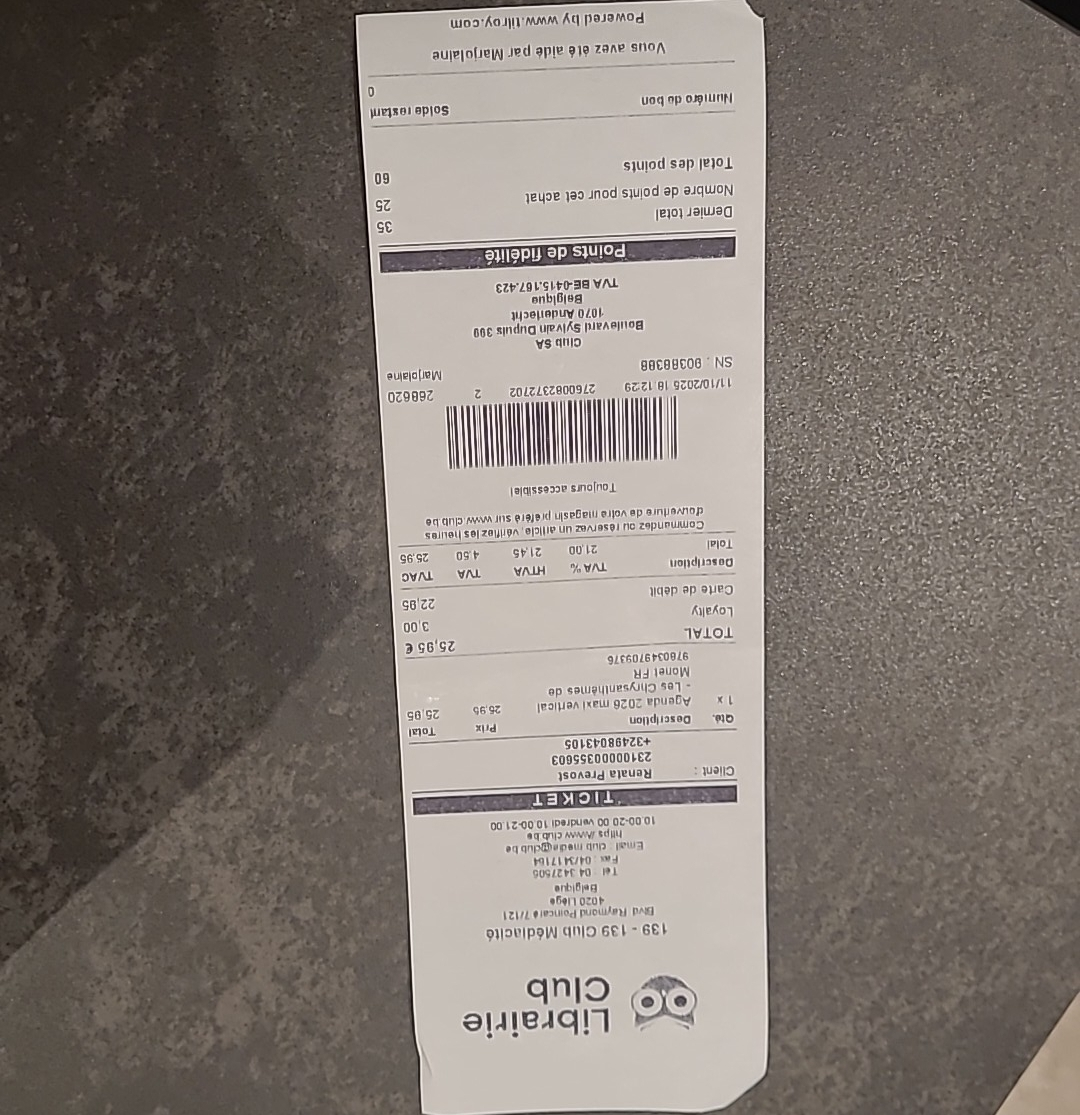 Librairie
Club
139 - 139 Club Médiacité
Blvd Raymond Poincaré 7/121
4020 Liège
Belgique
Tel : 04 3427505
Fax : 04/3417164
Email : club.media@club.be
https://www.club.be
10.00-20.00 vendredi 10.00-21.00
TICKET
Client : Renata Prevost
2310000355603
+32498043105
Qté. Description Prix Total
1 x Agenda 2026 maxi vertical 25,95 25,95
- Les Chrysanthèmes de
Monet FR
9780349709376
TOTAL 25,95 €
Loyalty 3,00
Carte de débit 22,95
Description TVA % HTVA TVA TVAC
Total 21,00 21,45 4,50 25,95
Commandez ou réservez un article, vérifiez les heures
d'ouverture de votre magasin préféré sur www.club.be
Toujours accessible!
11/10/2025 18:12:29 2760082372702 2 268620
SN : 90388388 Marjolaine
Club SA
Boulevard Sylvain Dupuis 399
1070 Anderlecht
Belgique
TVA BE-0415.167.423
Points de fidélité
Dernier total 35
Nombre de points pour cet achat 25
Total des points 60
Numéro de bon Solde restant
0
Vous avez été aidé par Marjolaine
Powered by www.tilroy.com